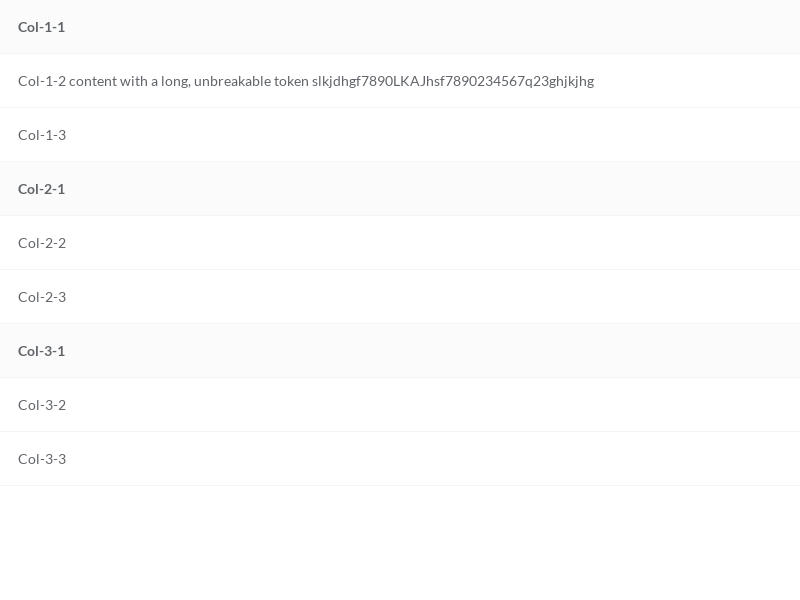 Col-1-1
Col-1-2 content with a long, unbreakable token slkjdhgf7890LKAJhsf7890234567q23ghjkjhg
Col-1-3
Col-2-1
Col-2-2
Col-2-3
Col-3-1
Col-3-2
Col-3-3